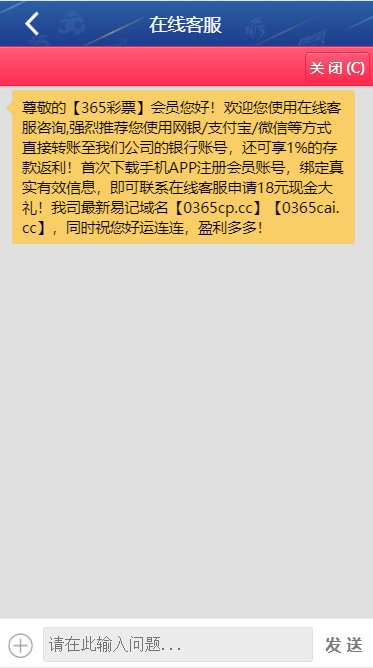 在线客服
关 闭 (C)
尊敬的【365彩票】会员您好！欢迎您使用在线客
服咨询,强烈推荐您使用网银/支付宝/微信等方式
直接转账至我们公司的银行账号，还可享1%的存
款返利！首次下载手机APP注册会员账号，绑定真
实有效信息，即可联系在线客服申请18元现金大
礼！我司最新易记域名【0365cp.cc】【0365cai.
cc】，同时祝您好运连连，盈利多多！
请在此输入问题...
发 送